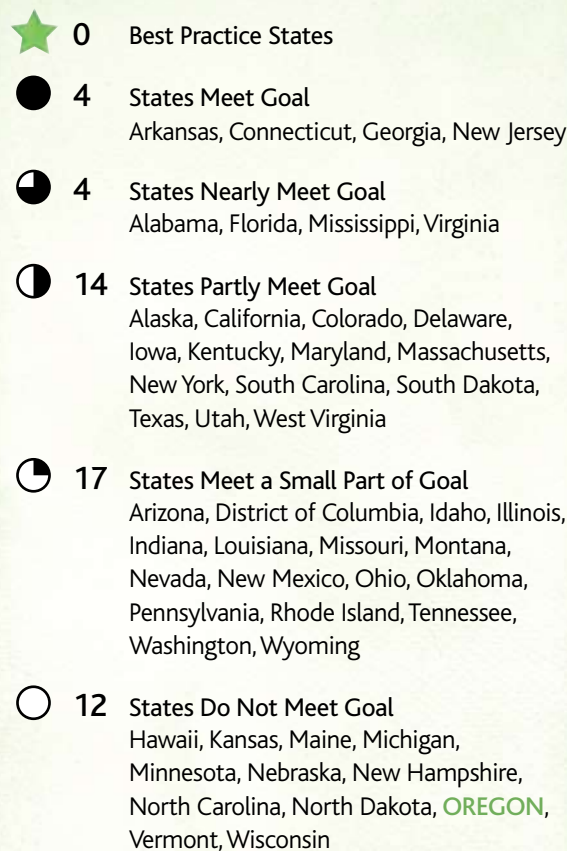 0 Best Practice States
4 States Meet Goal
Arkansas, Connecticut, Georgia, New Jersey
4 States Nearly Meet Goal
Alabama, Florida, Mississippi, Virginia
14 States Partly Meet Goal
Alaska, California, Colorado, Delaware,
Iowa, Kentucky, Maryland, Massachusetts,
New York, South Carolina, South Dakota,
Texas, Utah, West Virginia
17 States Meet a Small Part of Goal
Arizona, District of Columbia, Idaho, Illinois,
Indiana, Louisiana, Missouri, Montana,
Nevada, New Mexico, Ohio, Oklahoma,
Pennsylvania, Rhode Island, Tennessee,
Washington, Wyoming
12 States Do Not Meet Goal
Hawaii, Kansas, Maine, Michigan,
Minnesota, Nebraska, New Hampshire,
North Carolina, North Dakota, OREGON,
Vermont, Wisconsin